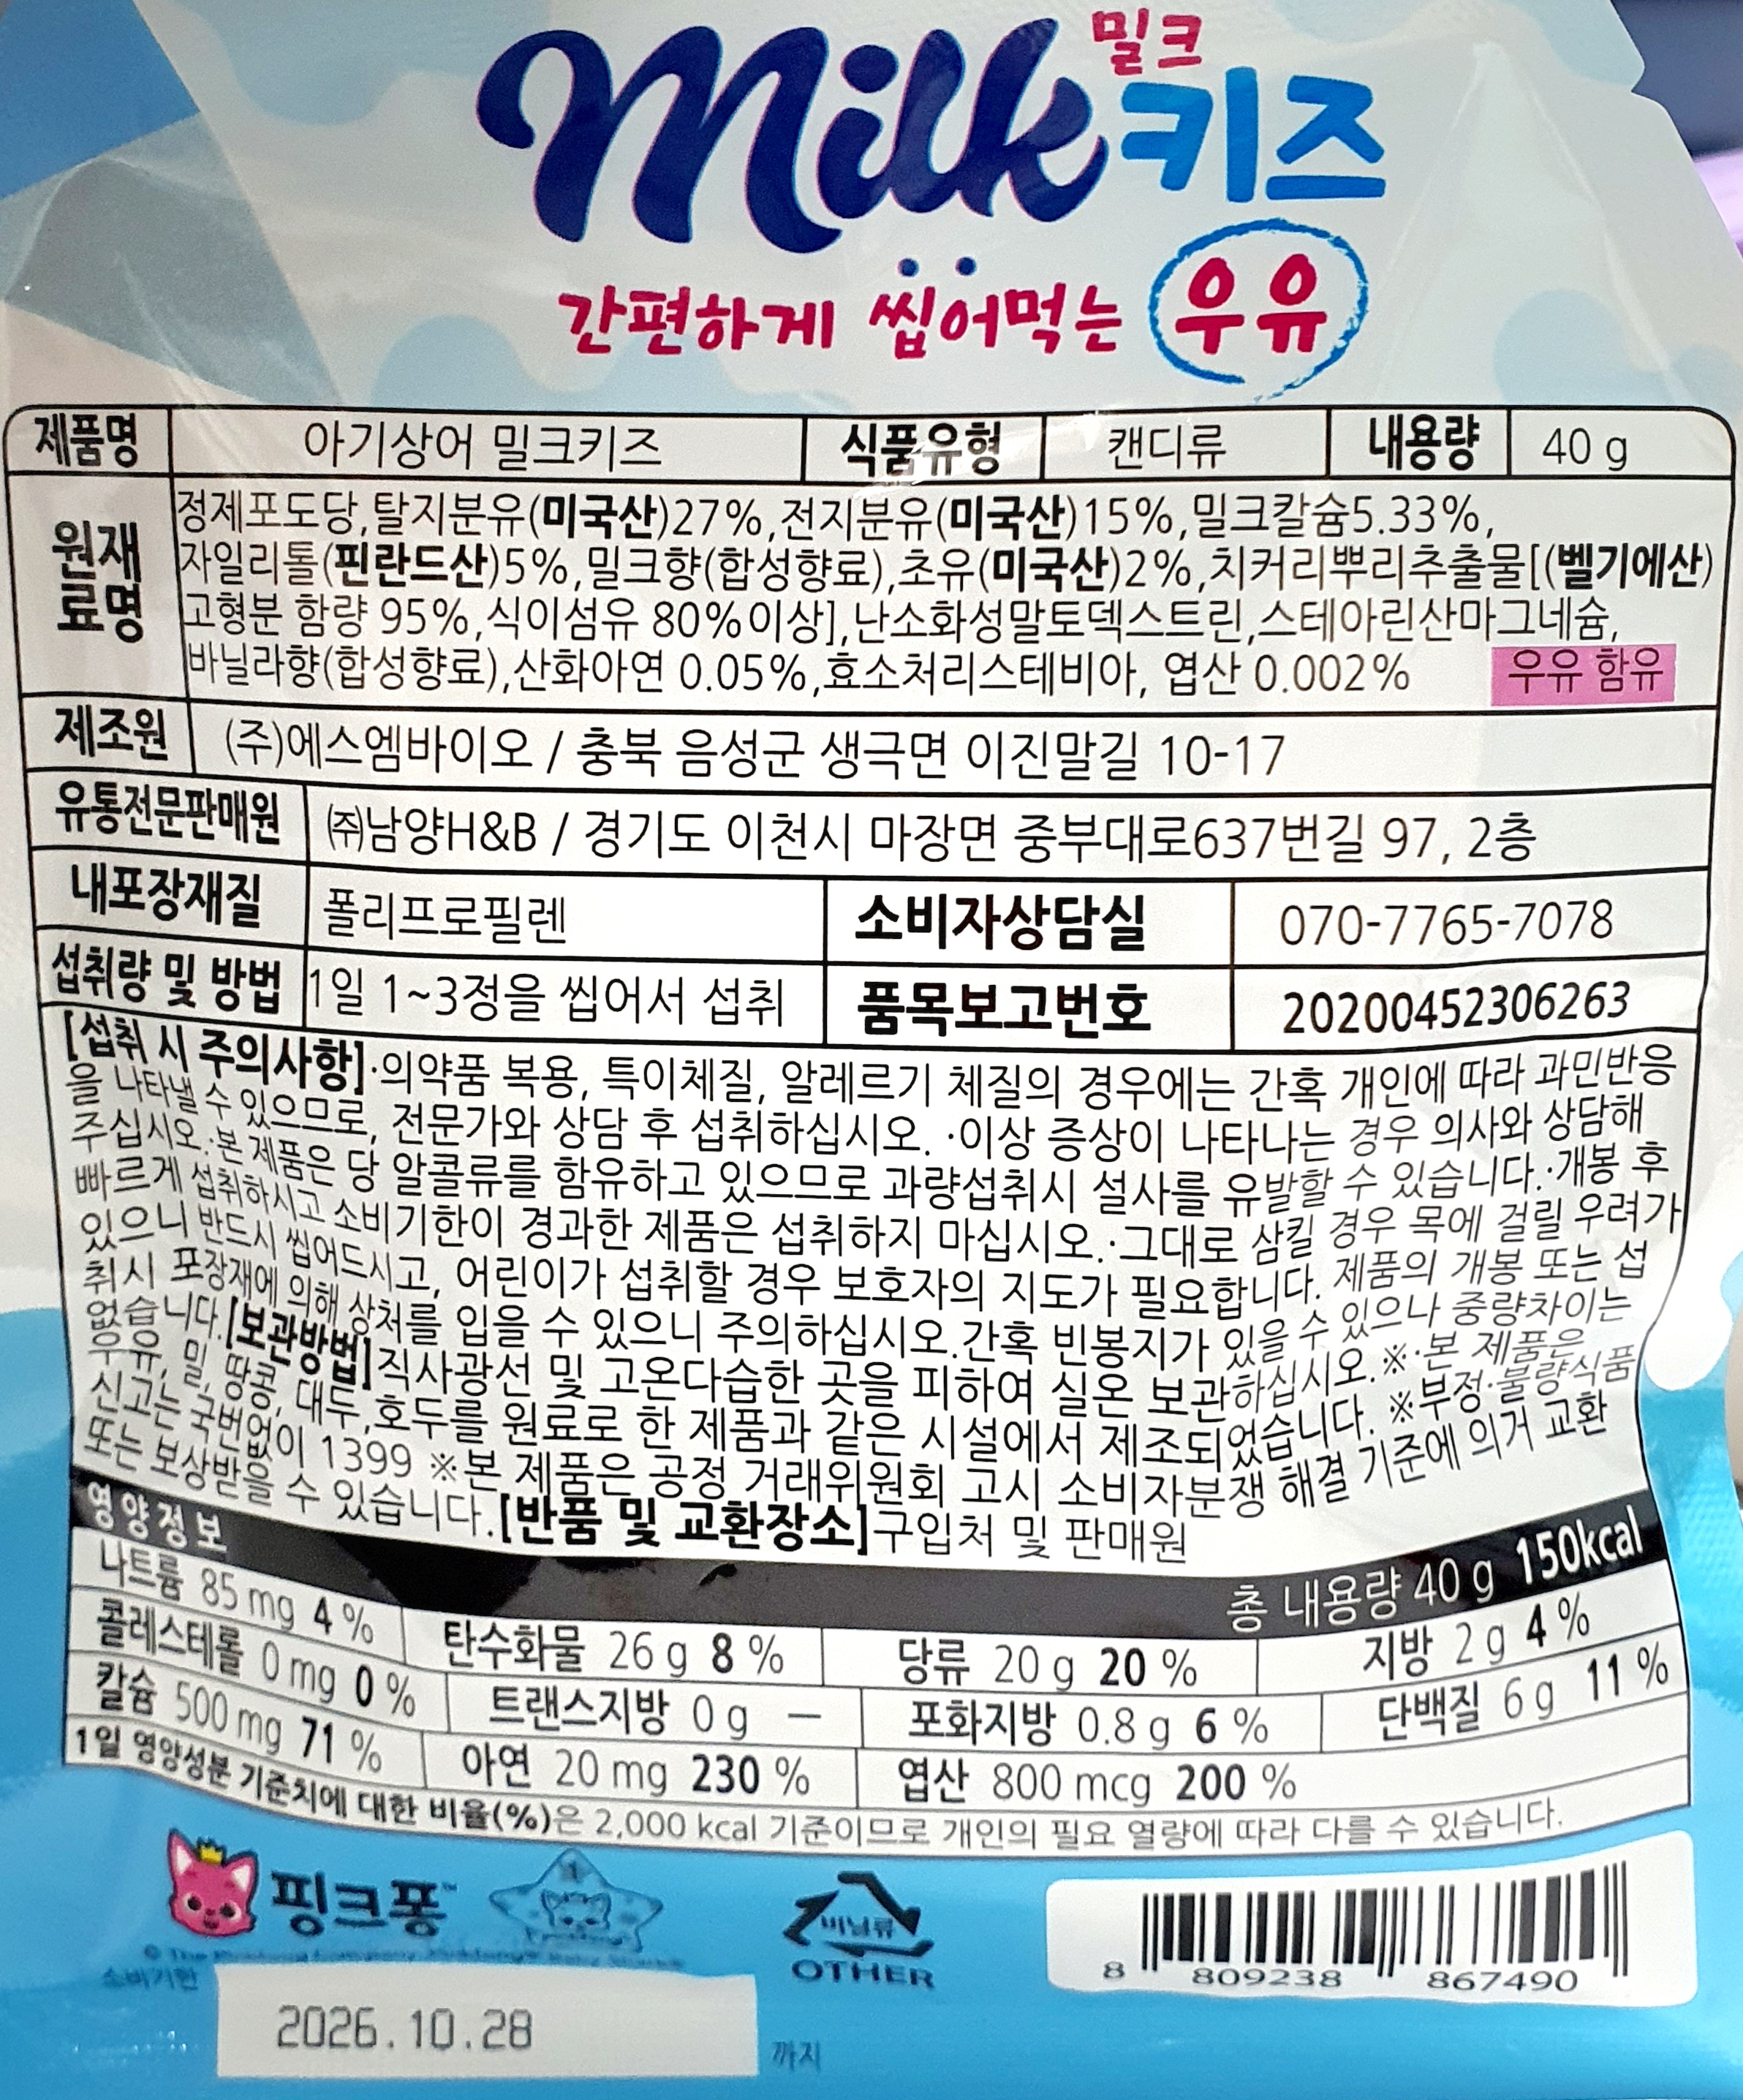 Milk 밀크
키즈
간편하게 씹어먹는 우유
제품명 아기상어 밀크키즈 식품유형 캔디류 내용량 40 g
원재료명 정제포도당,탈지분유(미국산)27%,전지분유(미국산)15%,밀크칼슘5.33%,
자일리톨(핀란드산)5%,밀크향(합성향료),초유(미국산)2%,치커리뿌리추출물[(벨기에산)
고형분 함량 95%,식이섬유 80%이상],난소화성말토덱스트린,스테아린산마그네슘,
바닐라향(합성향료),산화아연 0.05%,효소처리스테비아, 엽산 0.002% 우유 함유
제조원 (주)에스엠바이오 / 충북 음성군 생극면 이진말길 10-17
유통전문판매원 ㈜남양H&B / 경기도 이천시 마장면 중부대로637번길 97, 2층
내포장재질 폴리프로필렌 소비자상담실 070-7765-7078
섭취량 및 방법 1일 1~3정을 씹어서 섭취 품목보고번호 20200452306263
[섭취 시 주의사항]·의약품 복용, 특이체질, 알레르기 체질의 경우에는 간혹 개인에 따라 과민반응
을 나타낼 수 있으므로, 전문가와 상담 후 섭취하십시오. ·이상 증상이 나타나는 경우 의사와 상담해
주십시오.·본 제품은 당 알콜류를 함유하고 있으므로 과량섭취시 설사를 유발할 수 있습니다.·개봉 후
빠르게 섭취하시고 소비기한이 경과한 제품은 섭취하지 마십시오.·그대로 삼킬 경우 목에 걸릴 우려가
있으니 반드시 씹어드시고, 어린이가 섭취할 경우 보호자의 지도가 필요합니다. 제품의 개봉 또는 섭
취시 포장재에 의해 상처를 입을 수 있으니 주의하십시오.간혹 빈봉지가 있을 수 있으나 중량차이는
없습니다.[보관방법]직사광선 및 고온다습한 곳을 피하여 실온 보관하십시오.※·본 제품은
우유, 밀, 땅콩, 대두,호두를 원료로 한 제품과 같은 시설에서 제조되었습니다. ※부정·불량식품
신고는 국번없이 1399 ※본 제품은 공정 거래위원회 고시 소비자분쟁 해결 기준에 의거 교환
또는 보상받을 수 있습니다.[반품 및 교환장소]구입처 및 판매원
영양정보 총 내용량 40 g 150kcal
나트륨 85 mg 4 % 탄수화물 26 g 8 % 당류 20 g 20 % 지방 2 g 4 %
콜레스테롤 0 mg 0 % 트랜스지방 0 g — 포화지방 0.8 g 6 % 단백질 6 g 11 %
칼슘 500 mg 71 % 아연 20 mg 230 % 엽산 800 mcg 200 %
1일 영양성분 기준치에 대한 비율(%)은 2,000 kcal 기준이므로 개인의 필요 열량에 따라 다를 수 있습니다.
핑크퐁™
비닐류
OTHER
8 809238 867490
소비기한
2026.10.28
까지